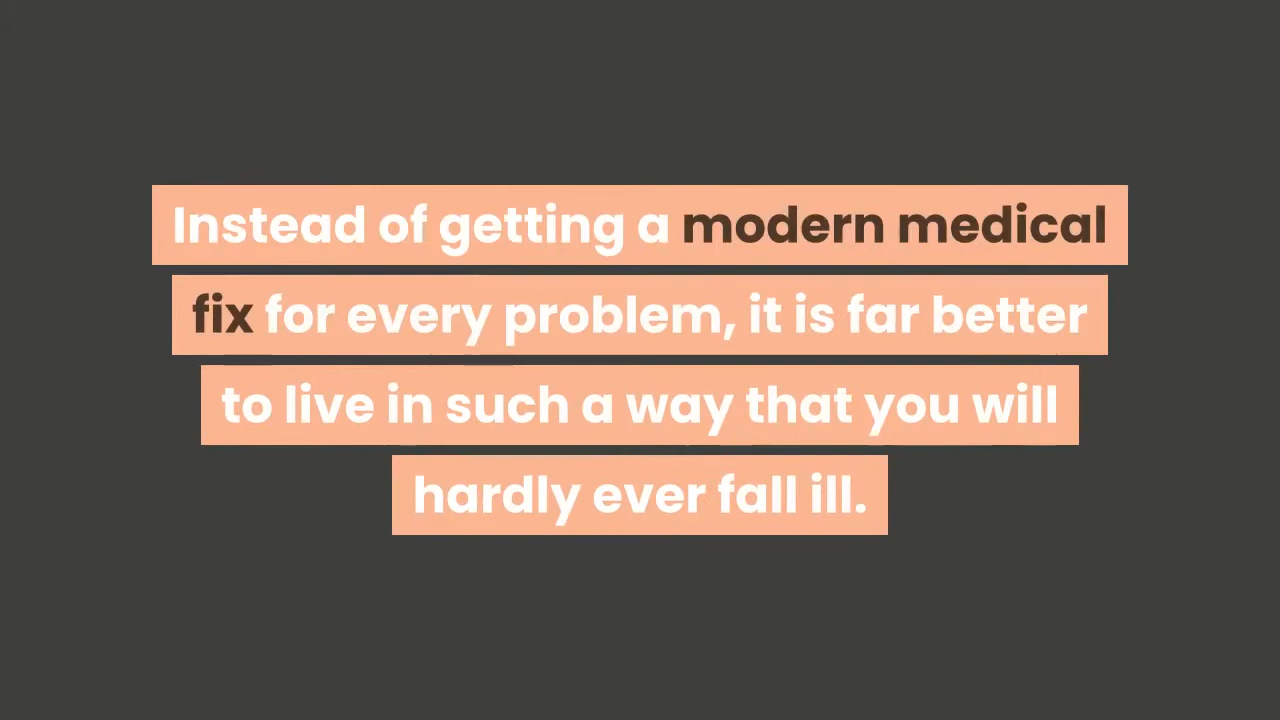 Instead of getting a modern medical
fix for every problem, it is far better
to live in such a way that you will
hardly ever fall ill.